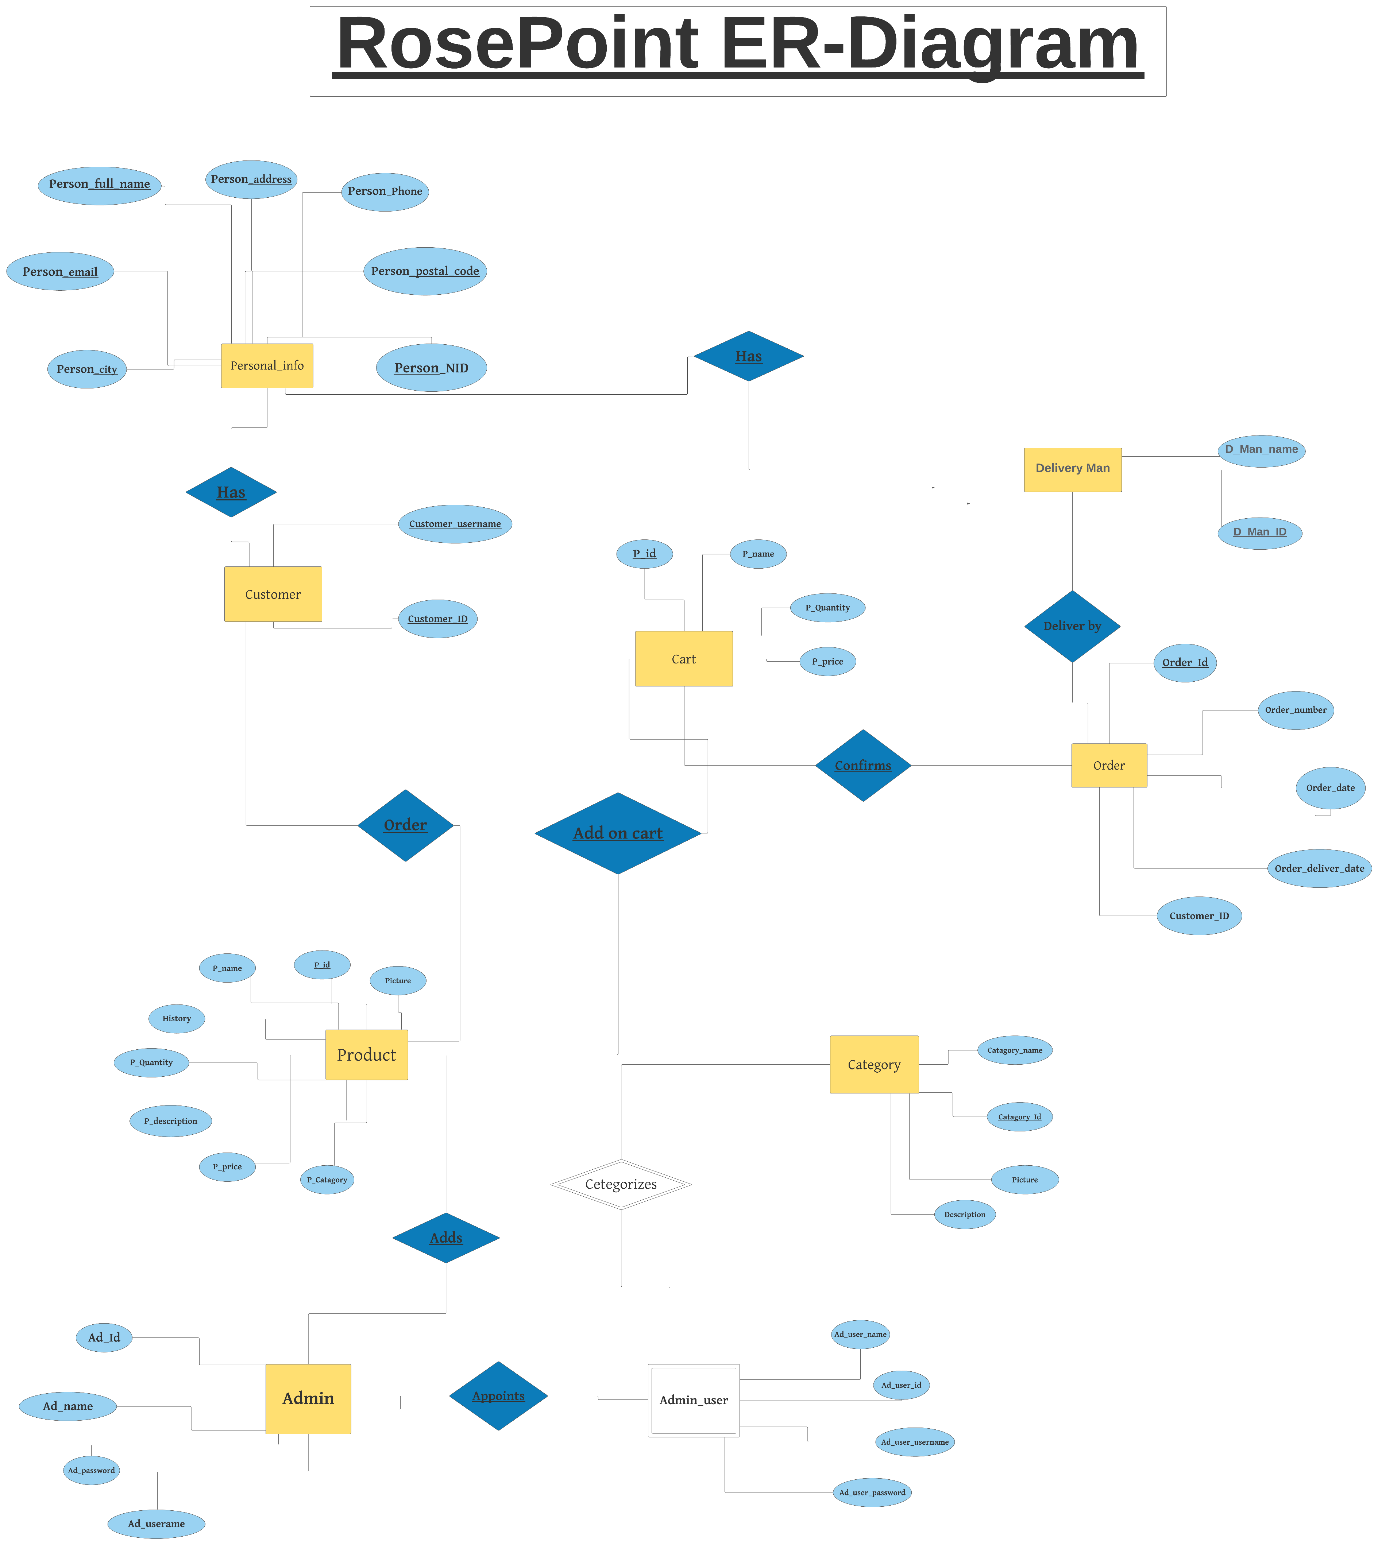 RosePoint ER-Diagram
Person_full_name
Person_address
Person_Phone
Person_email
Person_postal_code
Personal_info
Person_city
Person_NID
Has
Delivery Man
D_Man_name
Has
Customer_username
D_Man_ID
P_id
P_name
Customer
Customer_ID
P_Quantity
Deliver by
Cart
P_price
Order_Id
Order_number
Confirms
Order
Order_date
Order
Add on cart
Order_deliver_date
Customer_ID
P_name
P_id
Picture
History
Product
P_Quantity
Category
Catagory_name
P_description
Catagory_Id
P_price
P_Catagory
Cetegorizes
Picture
Description
Adds
Ad_Id
Ad_user_name
Admin
Appoints
Admin_user
Ad_user_id
Ad_name
Ad_user_username
Ad_password
Ad_user_password
Ad_userame